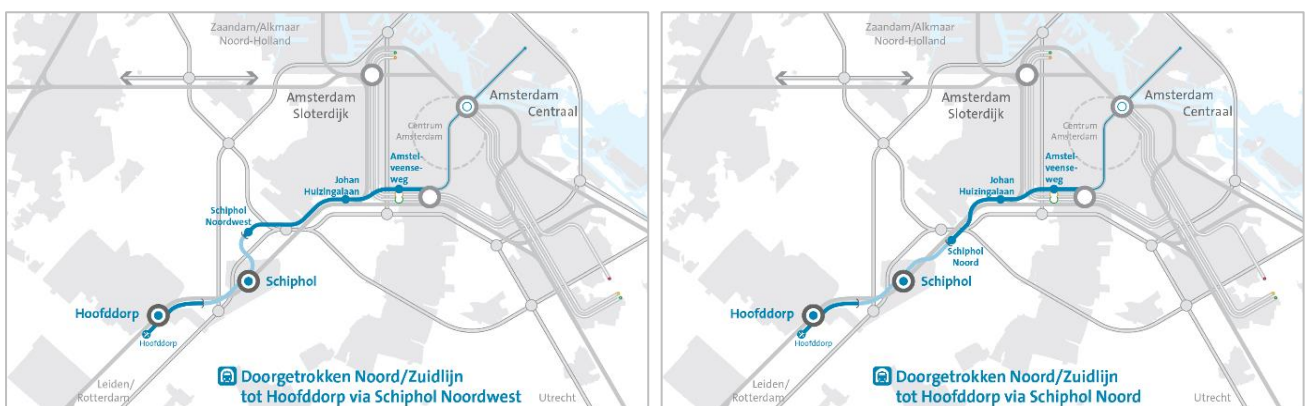 Zaandam/Alkmaar
Noord-Holland
Amsterdam
Sloterdijk
Amsterdam
Centraal
Centrum
Amsterdam
Amstel-
veense-
weg
Johan
Huizingalaan
Schiphol
Noordwest
Schiphol
Hoofddorp
Hoofddorp
Leiden/
Rotterdam
Doorgetrokken Noord/Zuidlijn
tot Hoofddorp via Schiphol Noordwest
Utrecht
Zaandam/Alkmaar
Noord-Holland
Amsterdam
Sloterdijk
Amsterdam
Centraal
Centrum
Amsterdam
Amstel-
veense-
weg
Johan
Huizingalaan
Schiphol
Noord
Schiphol
Hoofddorp
Hoofddorp
Leiden/
Rotterdam
Doorgetrokken Noord/Zuidlijn
tot Hoofddorp via Schiphol Noord
Utrecht